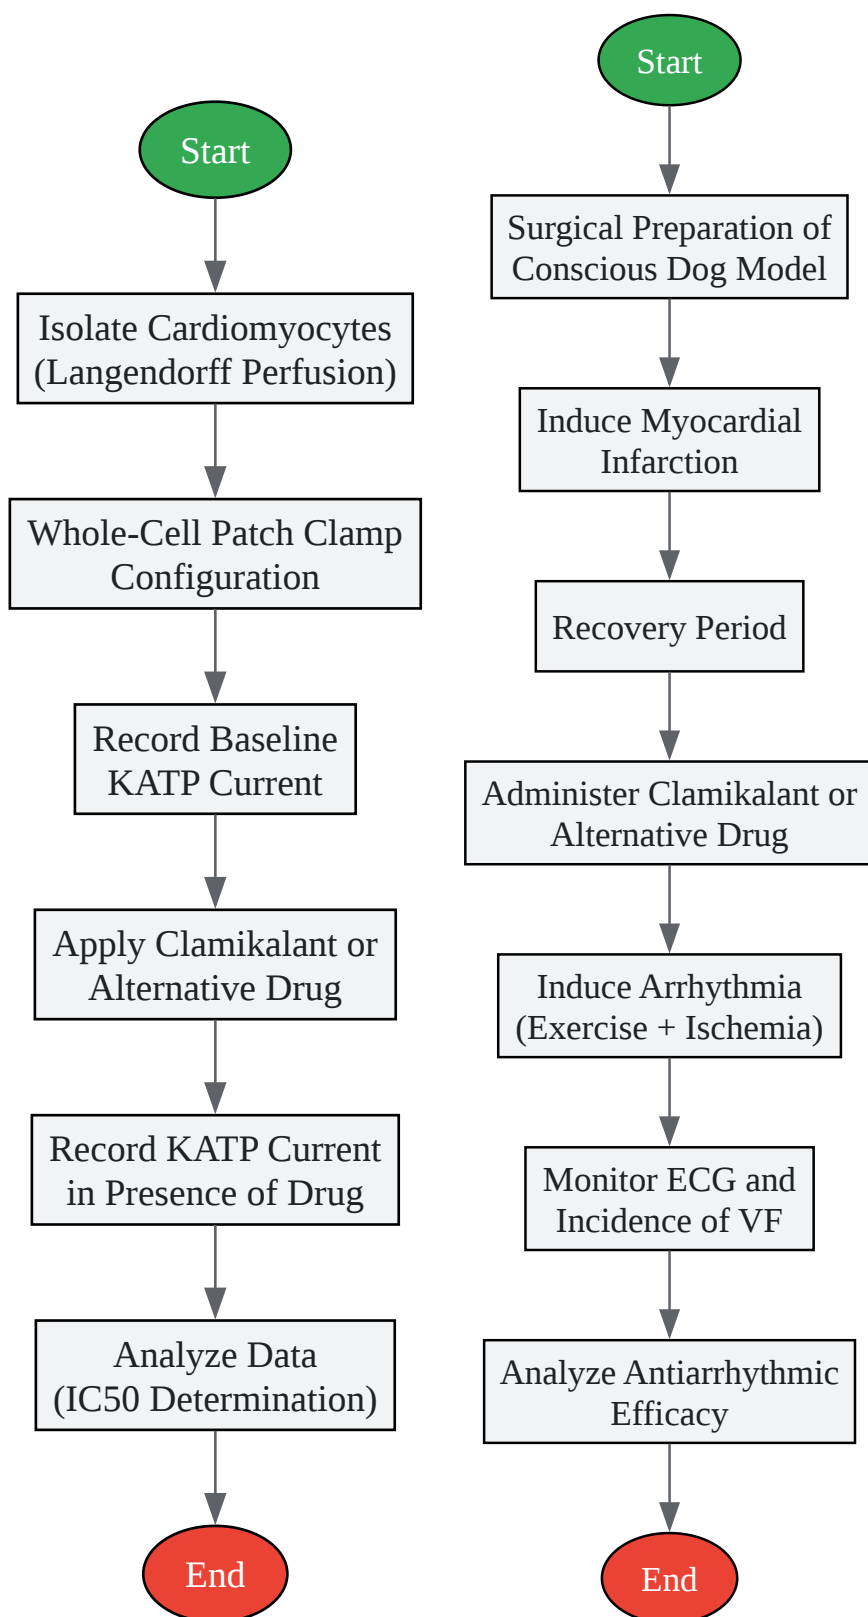 Start
Isolate Cardiomyocytes
(Langendorff Perfusion)
Whole-Cell Patch Clamp
Configuration
Record Baseline
KATP Current
Apply Clamikalant or
Alternative Drug
Record KATP Current
in Presence of Drug
Analyze Data
(IC50 Determination)
End
Start
Surgical Preparation of
Conscious Dog Model
Induce Myocardial
Infarction
Recovery Period
Administer Clamikalant or
Alternative Drug
Induce Arrhythmia
(Exercise + Ischemia)
Monitor ECG and
Incidence of VF
Analyze Antiarrhythmic
Efficacy
End